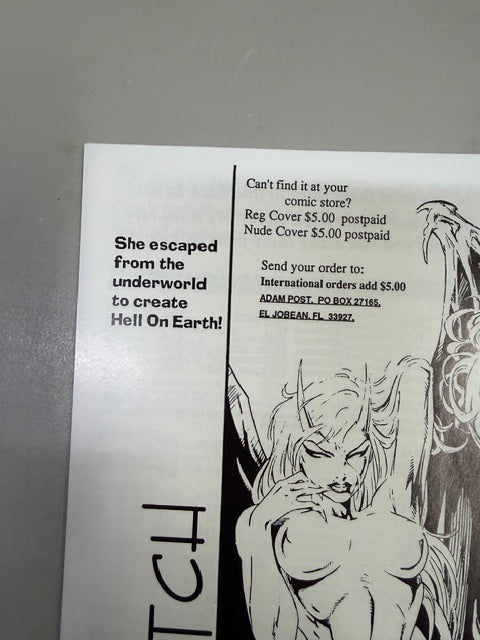 Can't find it at your
comic store?
Reg Cover $5.00 postpaid
Nude Cover $5.00 postpaid
Send your order to:
International orders add $5.00
ADAM POST, PO BOX 27165,
EL JOBEAN, FL 33927,
She escaped
from the
underworld
to create
Hell On Earth!
TCH